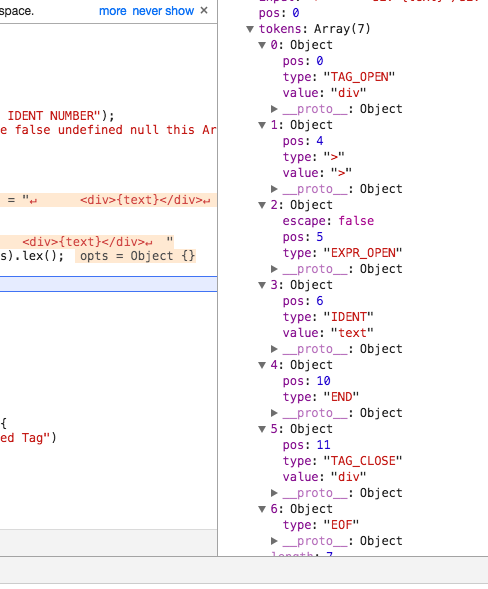 space. more never show ×
IDENT NUMBER");
e false undefined null this Ar
= "↵ <div>{text}</div>↵
<div>{text}</div>↵ "
s).lex(); opts = Object {}
{
ed Tag")
pos: 0
▼ tokens: Array(7)
▼ 0: Object
pos: 0
type: "TAG_OPEN"
value: "div"
▶ __proto__: Object
▼ 1: Object
pos: 4
type: ">"
value: ">"
▶ __proto__: Object
▼ 2: Object
escape: false
pos: 5
type: "EXPR_OPEN"
▶ __proto__: Object
▼ 3: Object
pos: 6
type: "IDENT"
value: "text"
▶ __proto__: Object
▼ 4: Object
pos: 10
type: "END"
▶ __proto__: Object
▼ 5: Object
pos: 11
type: "TAG_CLOSE"
value: "div"
▶ __proto__: Object
▼ 6: Object
type: "EOF"
▶ __proto__: Object
length: 7